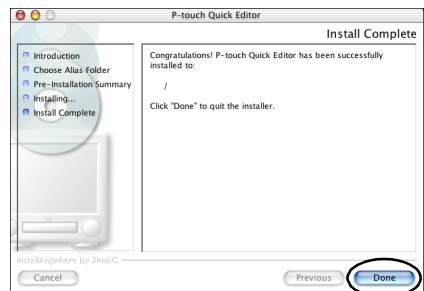 P-touch Quick Editor
Install Complete
Introduction
Choose Alias Folder
Pre-Installation Summary
Installing...
Install Complete
Congratulations! P-touch Quick Editor has been successfully
installed to:
/
Click "Done" to quit the installer.
InstallAnywhere by Zero G
Cancel
Previous
Done